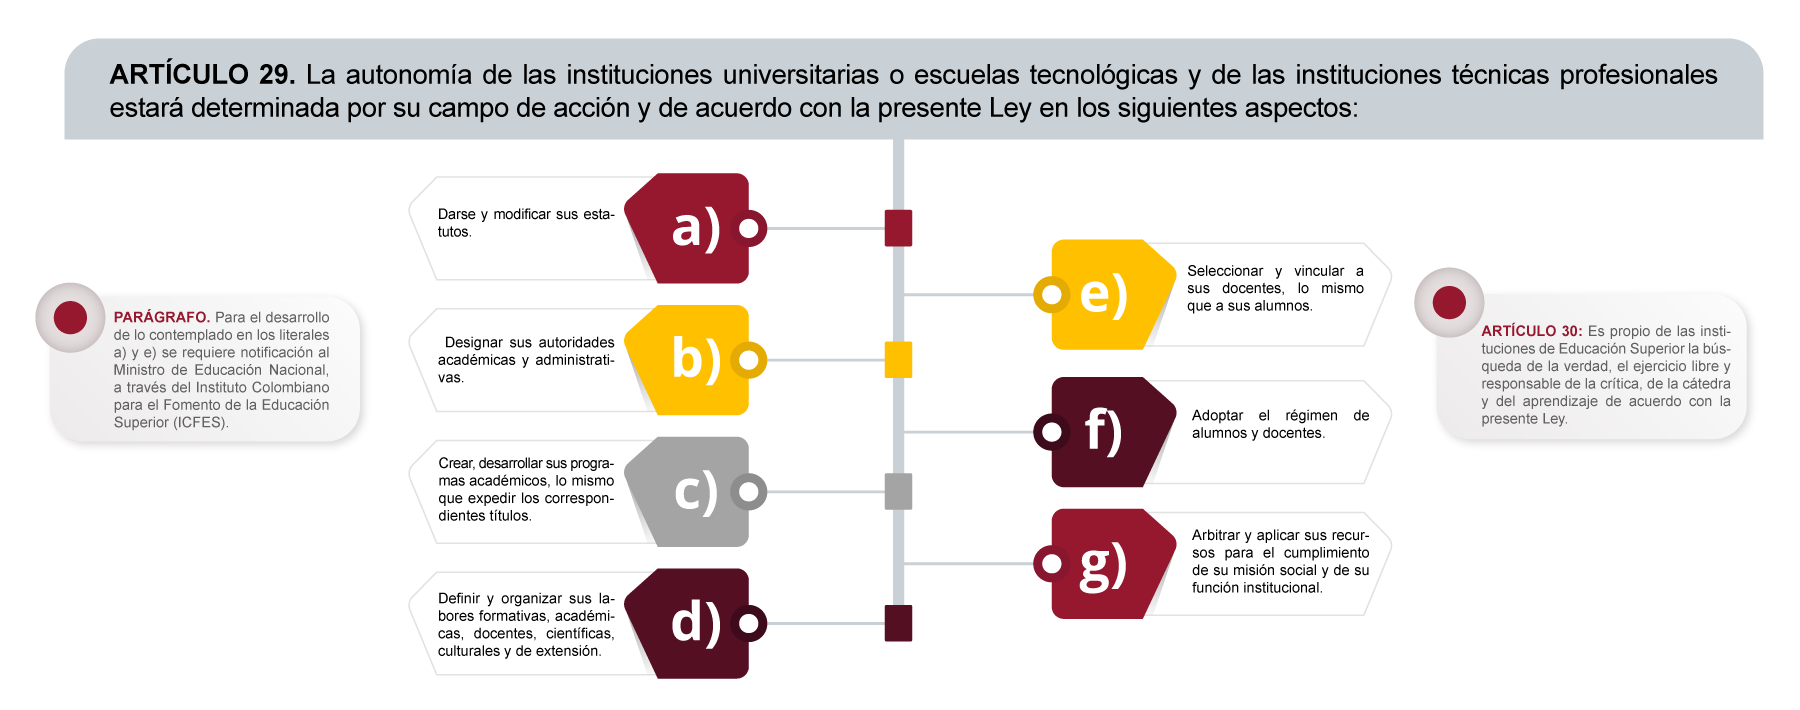 ARTÍCULO 29. La autonomía de las instituciones universitarias o escuelas tecnológicas y de las instituciones técnicas profesionales
estará determinada por su campo de acción y de acuerdo con la presente Ley en los siguientes aspectos:
PARÁGRAFO. Para el desarrollo
de lo contemplado en los literales
a) y e) se requiere notificación al
Ministro de Educación Nacional,
a través del Instituto Colombiano
para el Fomento de la Educación
Superior (ICFES).
Darse y modificar sus esta-
tutos.
a)
Designar sus autoridades
académicas y administrati-
vas.
b)
Crear, desarrollar sus progra-
mas académicos, lo mismo
que expedir los correspon-
dientes títulos.
c)
Definir y organizar sus la-
bores formativas, académi-
cas, docentes, científicas,
culturales y de extensión.
d)
e)
Seleccionar y vincular a
sus docentes, lo mismo
que a sus alumnos.
f)
Adoptar el régimen de
alumnos y docentes.
g)
Arbitrar y aplicar sus recur-
sos para el cumplimiento
de su misión social y de su
función institucional.
ARTÍCULO 30: Es propio de las insti-
tuciones de Educación Superior la bús-
queda de la verdad, el ejercicio libre y
responsable de la crítica, de la cátedra
y del aprendizaje de acuerdo con la
presente Ley.